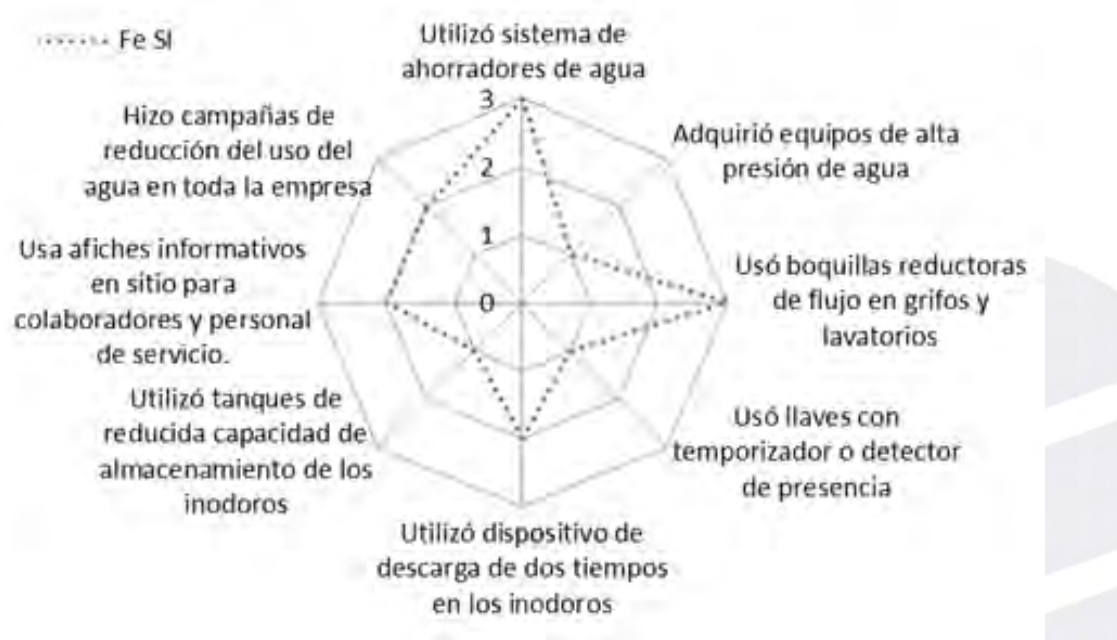 Fe SI
Utilizó sistema de
ahorradores de agua
Adquirió equipos de alta
presión de agua
Usó boquillas reductoras
de flujo en grifos y
lavatorios
Usó llaves con
temporizador o detector
de presencia
Utilizó dispositivo de
descarga de dos tiempos
en los inodoros
Utilizó tanques de
reducida capacidad de
almacenamiento de los
inodoros
Usa afiches informativos
en sitio para
colaboradores y personal
de servicio.
Hizo campañas de
reducción del uso del
agua en toda la empresa
3
2
1
0